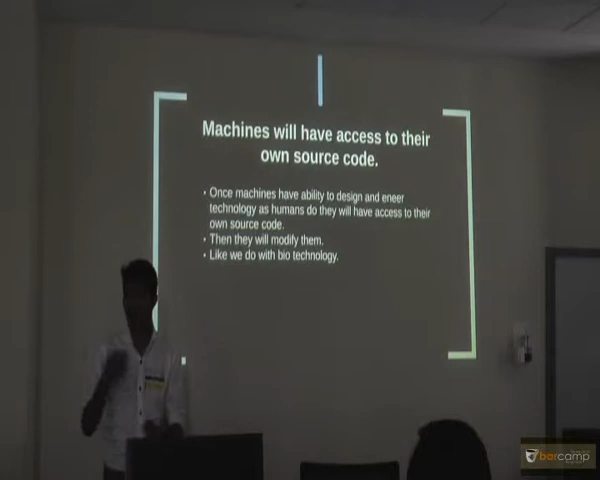 Machines will have access to their
own source code.
• Once machines have ability to design and eneer
technology as humans do they will have access to their
own source code.
• Then they will modify them.
• Like we do with bio technology.
barcamp